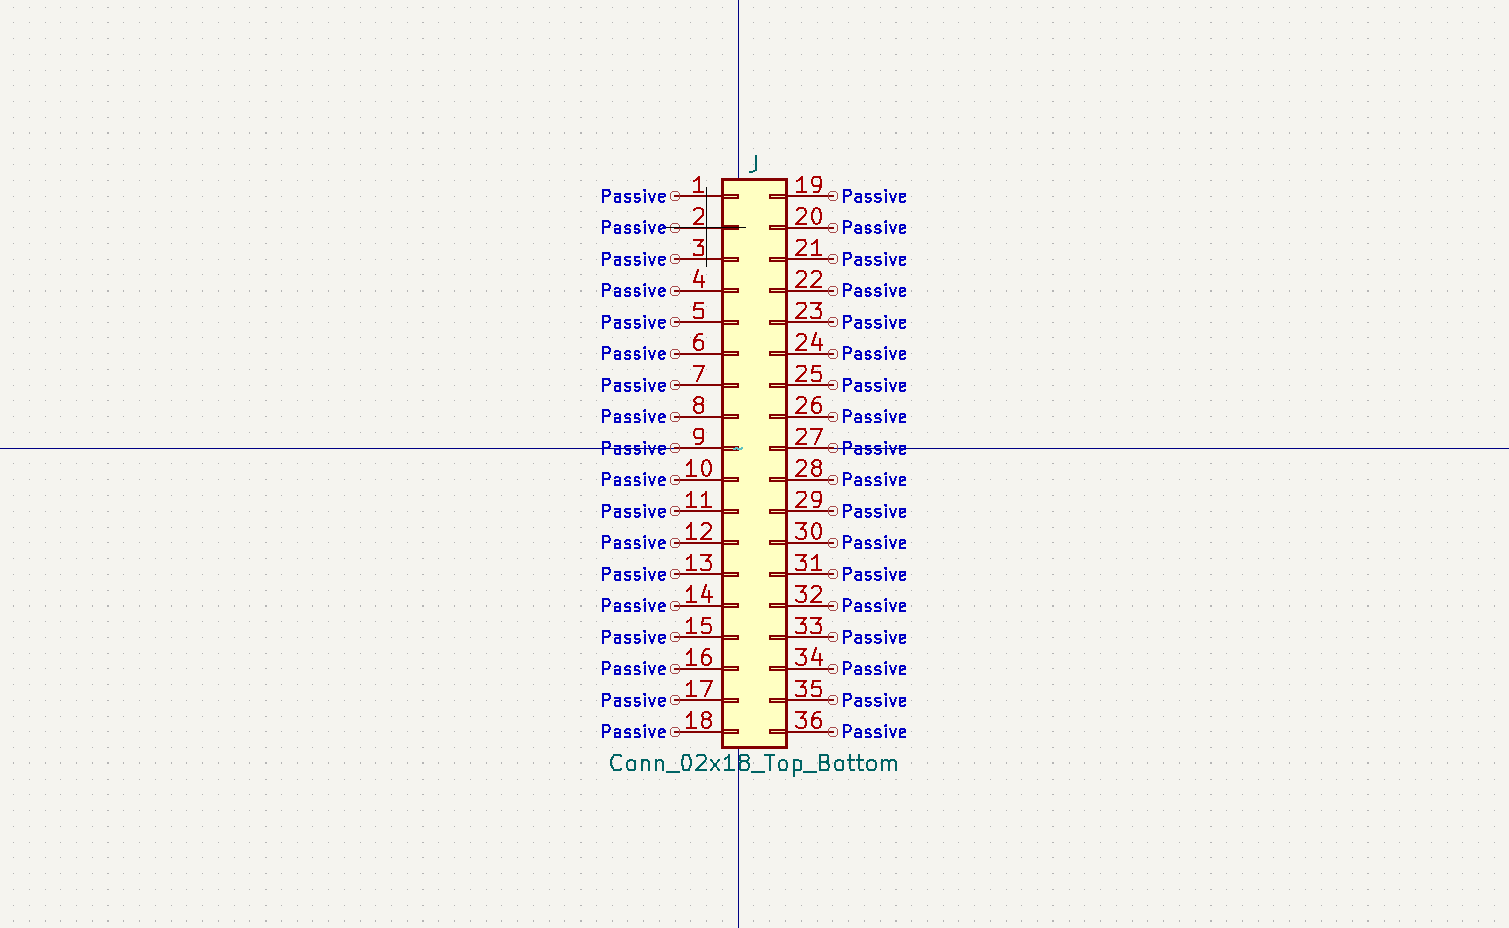 J
Passive 1 19 Passive
Passive 2 20 Passive
Passive 3 21 Passive
Passive 4 22 Passive
Passive 5 23 Passive
Passive 6 24 Passive
Passive 7 25 Passive
Passive 8 26 Passive
Passive 9 27 Passive
Passive 10 28 Passive
Passive 11 29 Passive
Passive 12 30 Passive
Passive 13 31 Passive
Passive 14 32 Passive
Passive 15 33 Passive
Passive 16 34 Passive
Passive 17 35 Passive
Passive 18 36 Passive
Conn_02x18_Top_Bottom